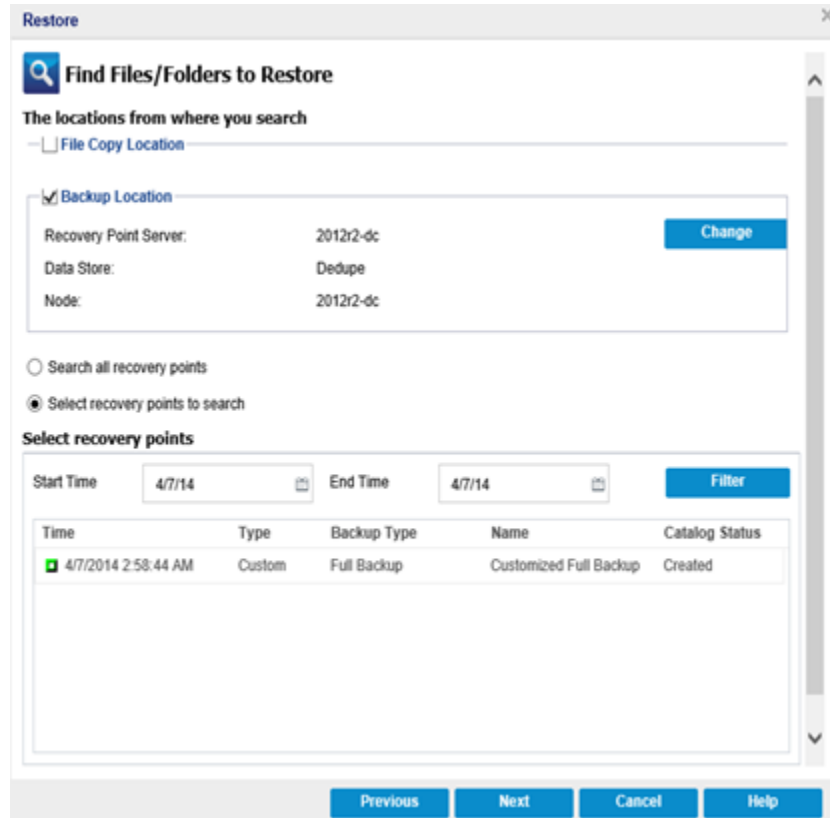 Restore
Find Files/Folders to Restore
The locations from where you search
File Copy Location
Backup Location
Recovery Point Server: 2012r2-dc Change
Data Store: Dedupe
Node: 2012r2-dc
Search all recovery points
Select recovery points to search
Select recovery points
Start Time 4/7/14 End Time 4/7/14 Filter
Time Type Backup Type Name Catalog Status
4/7/2014 2:58:44 AM Custom Full Backup Customized Full Backup Created
Previous Next Cancel Help